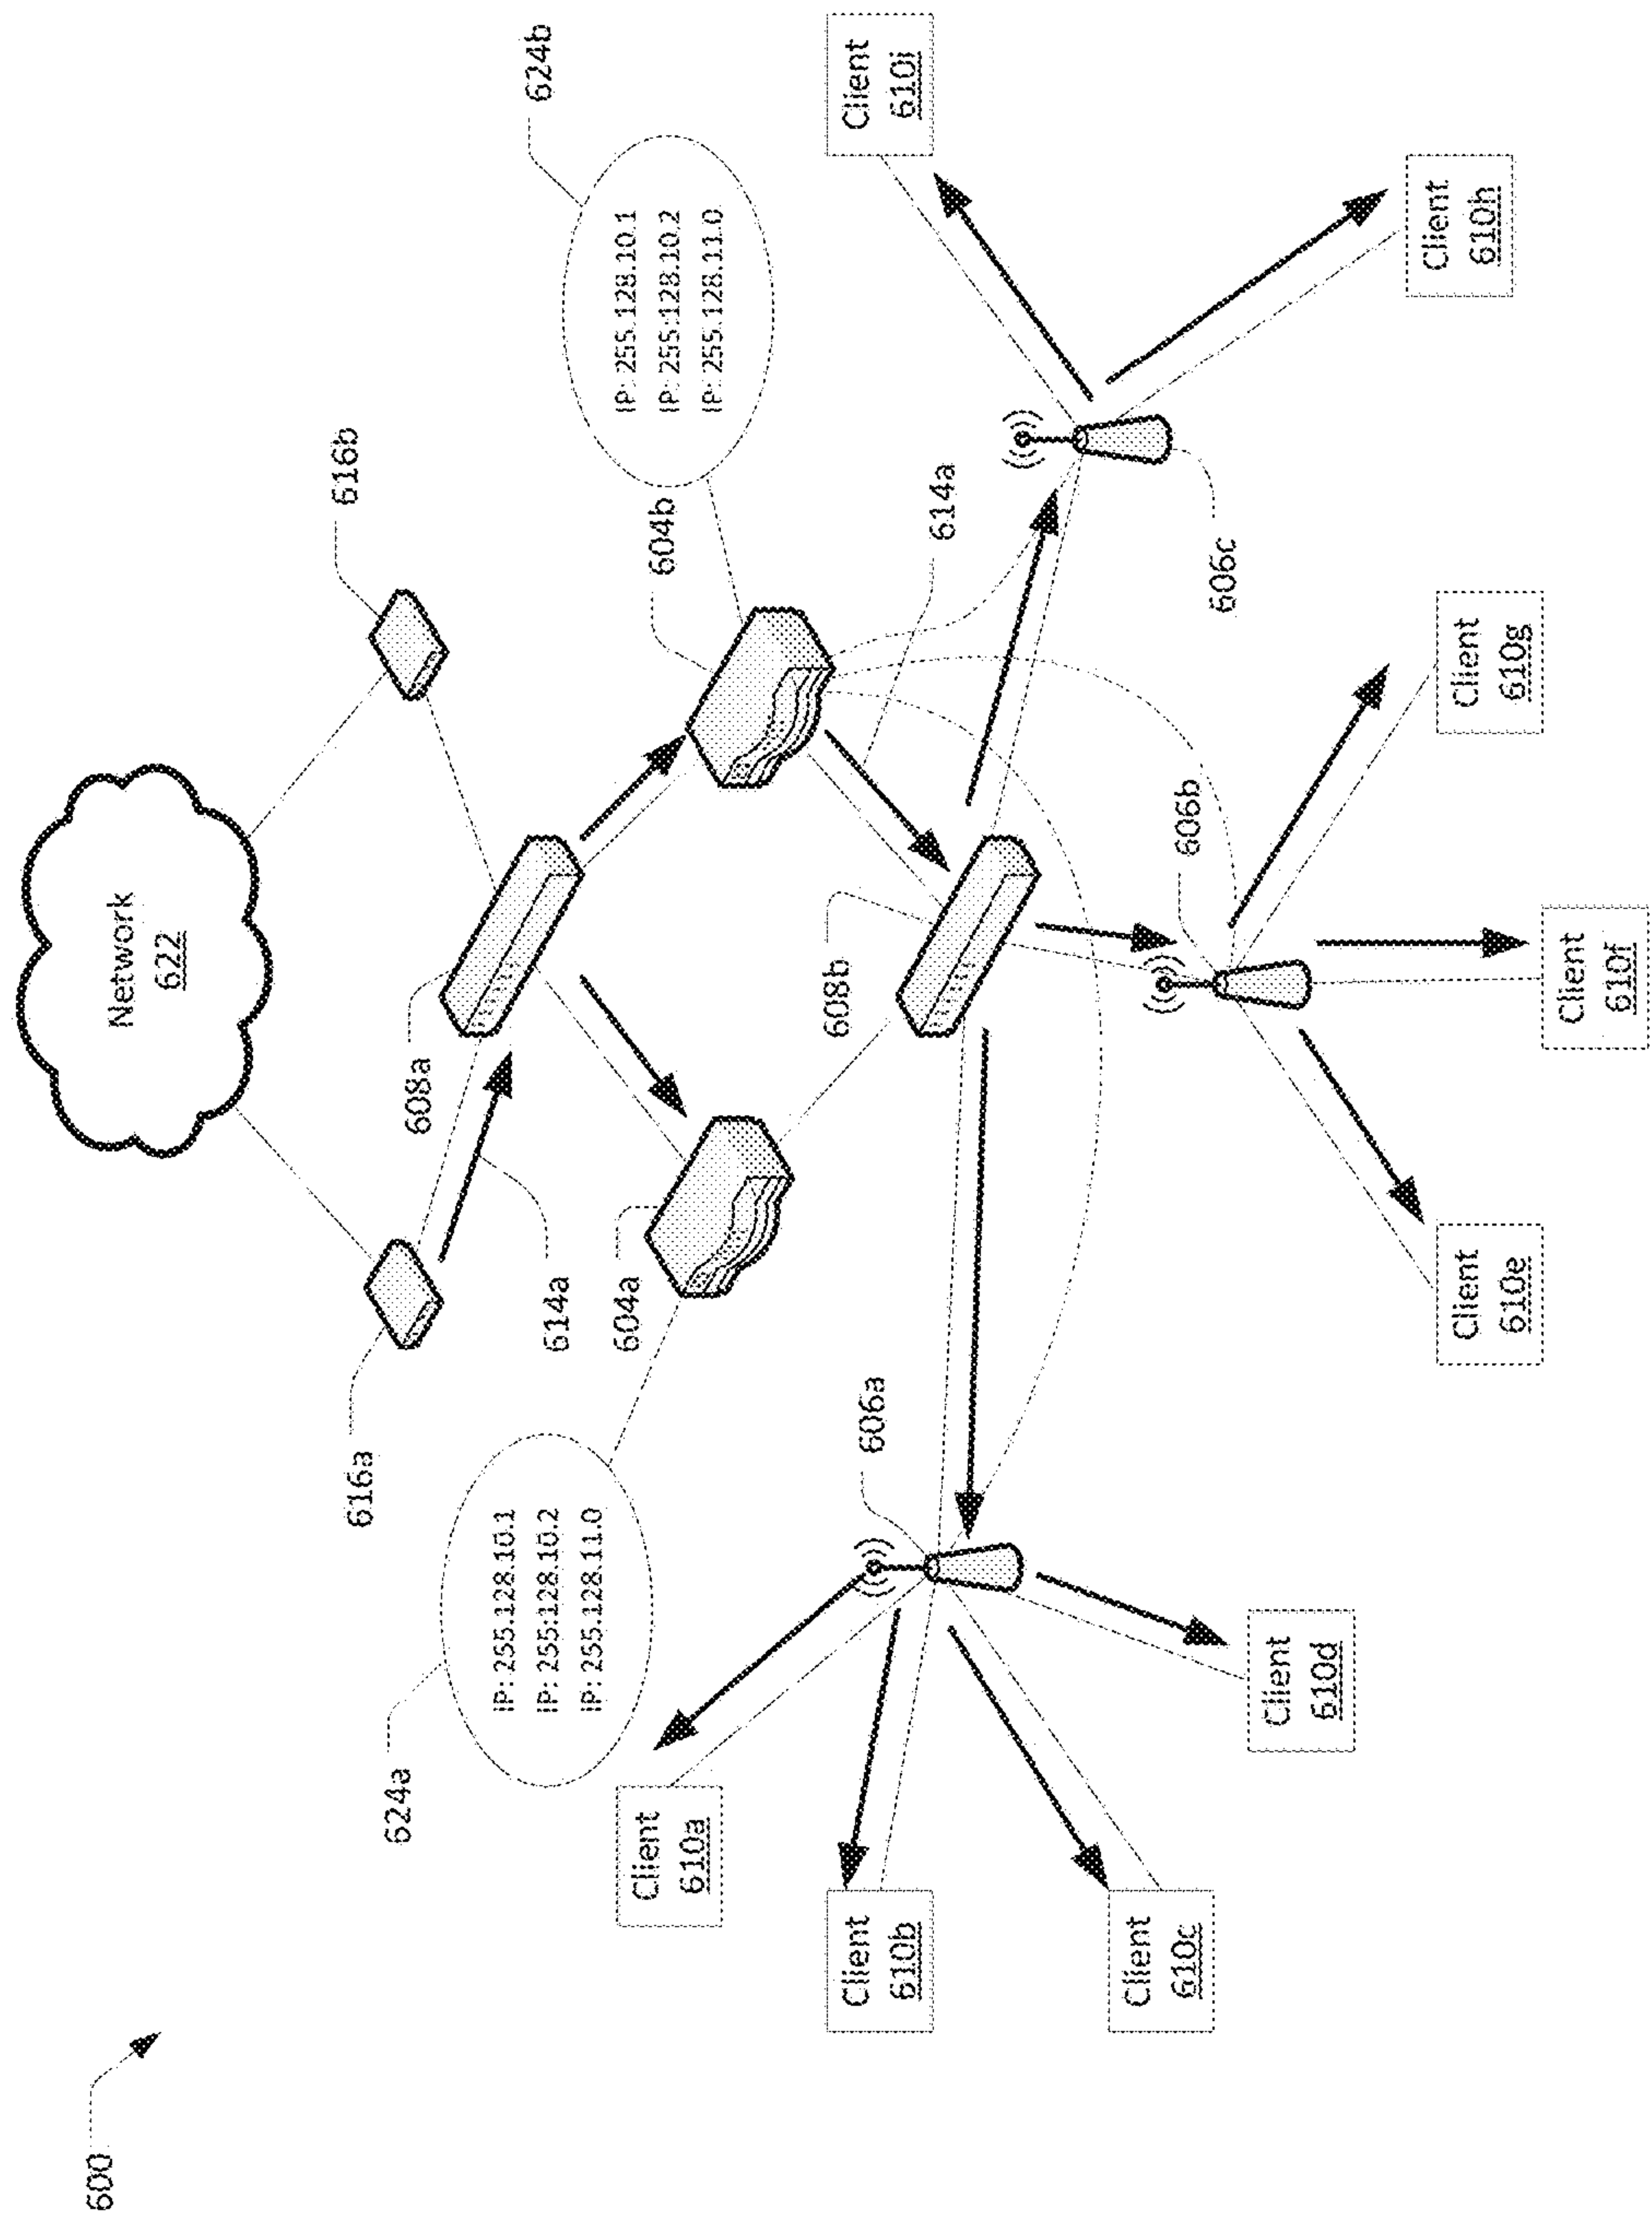 600
Network
622
616a
616b
608a
614a
624a
IP: 255.128.10.1
IP: 255:128.10.2
IP: 255.128.11.0
604a
604b
624b
IP: 255.128.10.1
IP: 255:128.10.2
IP: 255.128.11.0
614a
608b
606a
606b
606c
Client
610a
Client
610b
Client
610c
Client
610d
Client
610e
Client
610f
Client
610g
Client
610h
Client
610i